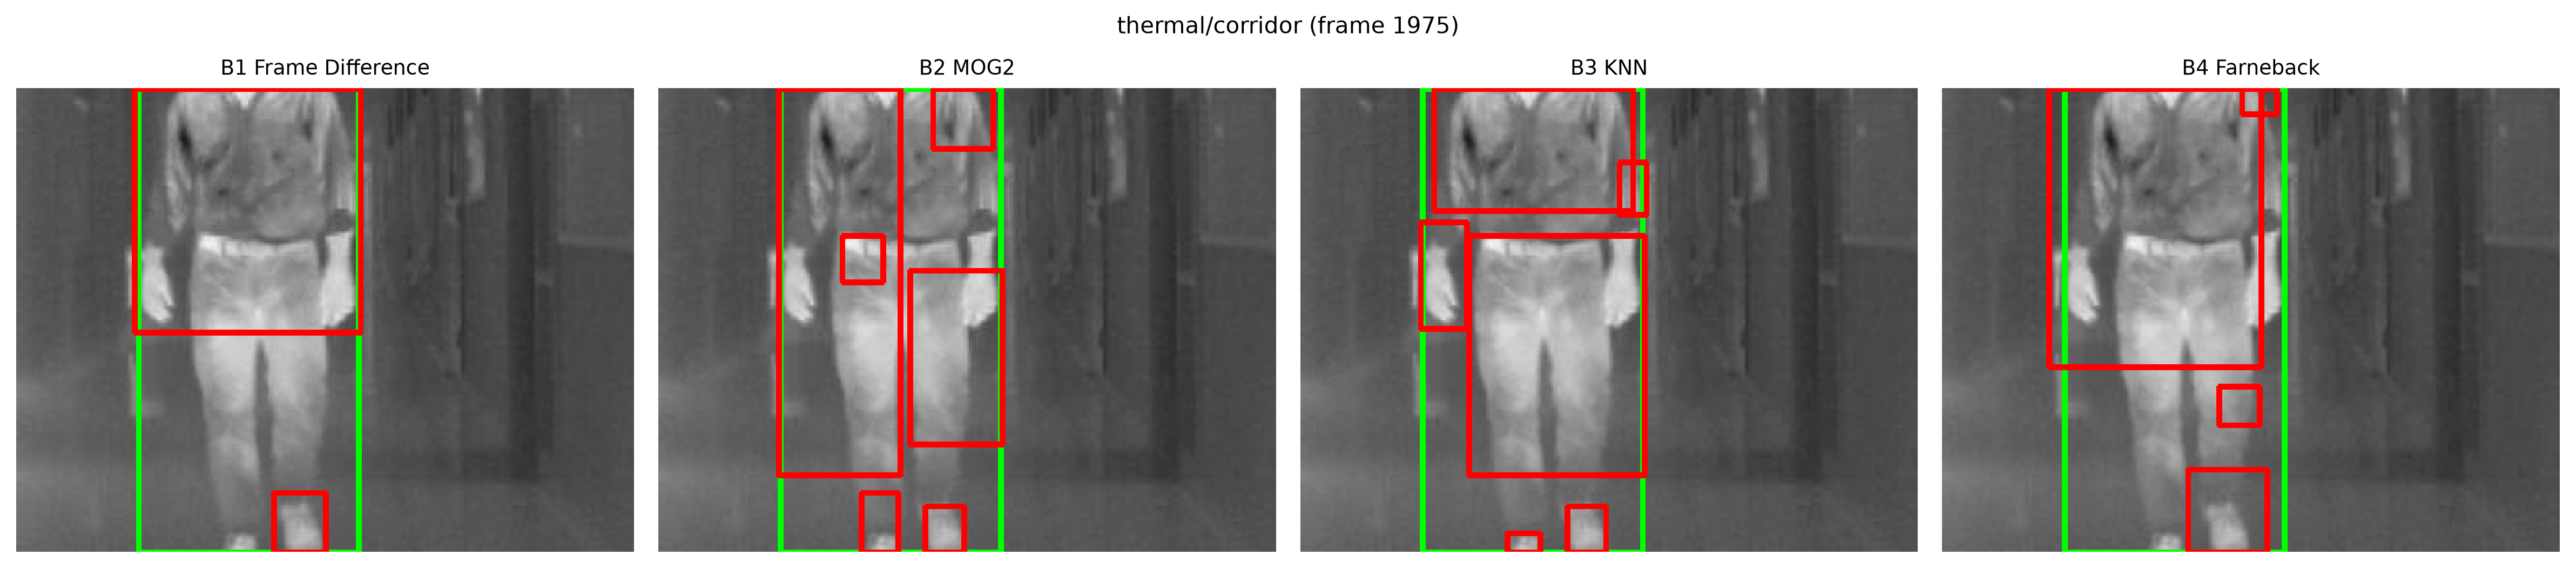 thermal/corridor (frame 1975)
B1 Frame Difference
B2 MOG2
B3 KNN
B4 Farneback